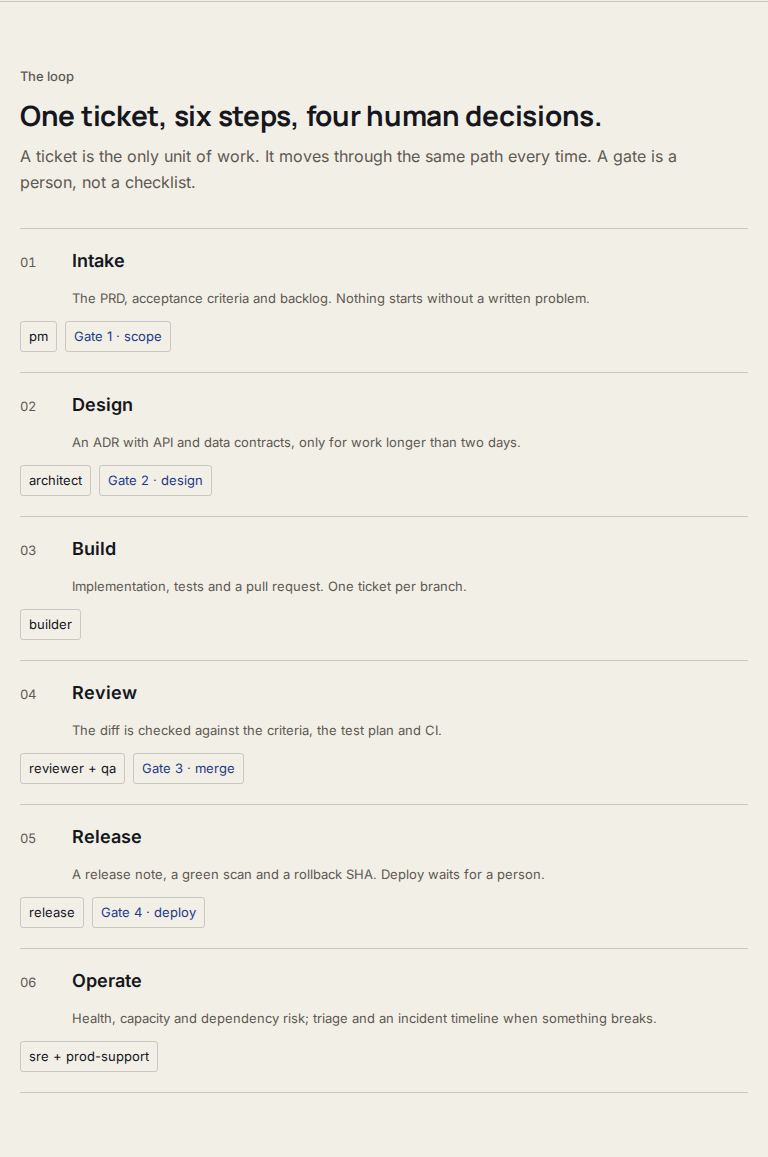 The loop
One ticket, six steps, four human decisions.
A ticket is the only unit of work. It moves through the same path every time. A gate is a
person, not a checklist.
01 Intake
The PRD, acceptance criteria and backlog. Nothing starts without a written problem.
pm Gate 1 · scope
02 Design
An ADR with API and data contracts, only for work longer than two days.
architect Gate 2 · design
03 Build
Implementation, tests and a pull request. One ticket per branch.
builder
04 Review
The diff is checked against the criteria, the test plan and CI.
reviewer + qa Gate 3 · merge
05 Release
A release note, a green scan and a rollback SHA. Deploy waits for a person.
release Gate 4 · deploy
06 Operate
Health, capacity and dependency risk; triage and an incident timeline when something breaks.
sre + prod-support